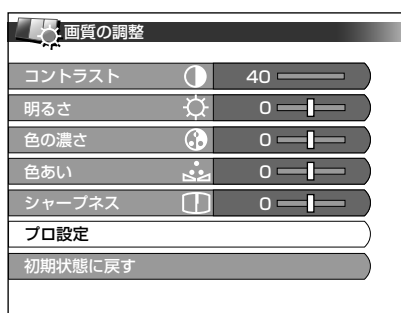 画質の調整
コントラスト 40
明るさ 0
色の濃さ 0
色あい 0
シャープネス 0
プロ設定
初期状態に戻す